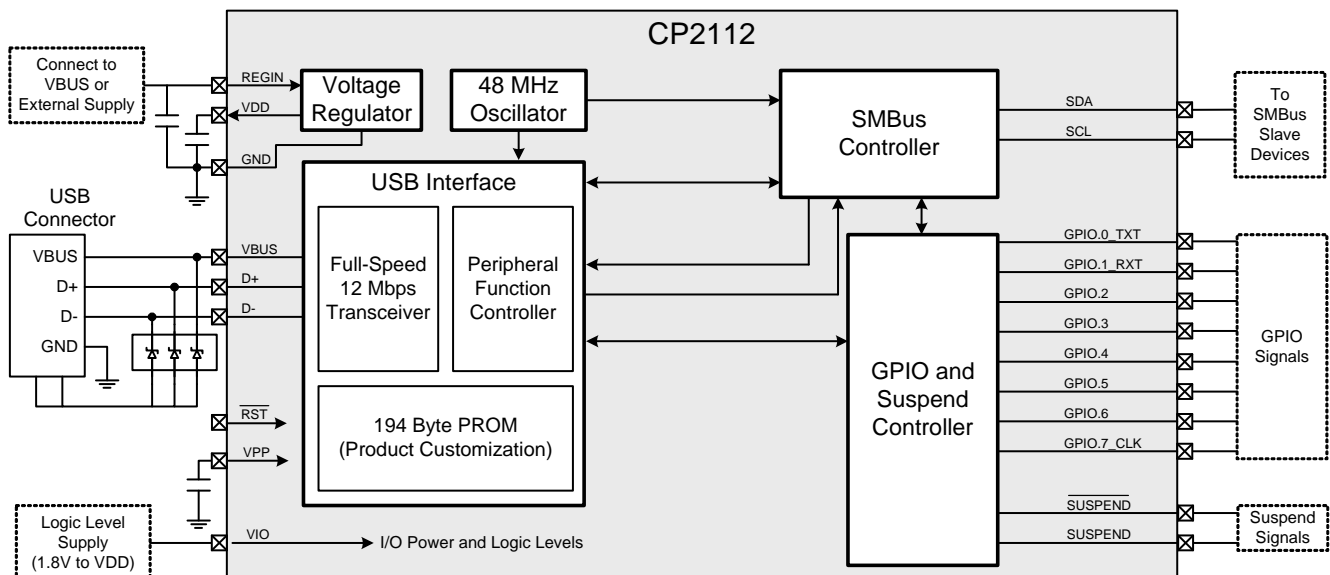 CP2112
Connect to
VBUS or
External Supply
REGIN
VDD
GND
Voltage
Regulator
48 MHz
Oscillator
SMBus
Controller
SDA
SCL
To
SMBus
Slave
Devices
USB
Connector
VBUS
D+
D-
GND
VBUS
D+
D-
USB Interface
Full-Speed
12 Mbps
Transceiver
Peripheral
Function
Controller
194 Byte PROM
(Product Customization)
RST
VPP
Logic Level
Supply
(1.8V to VDD)
VIO
I/O Power and Logic Levels
GPIO and
Suspend
Controller
GPIO.0_TXT
GPIO.1_RXT
GPIO.2
GPIO.3
GPIO.4
GPIO.5
GPIO.6
GPIO.7_CLK
GPIO
Signals
SUSPEND
SUSPEND
Suspend
Signals